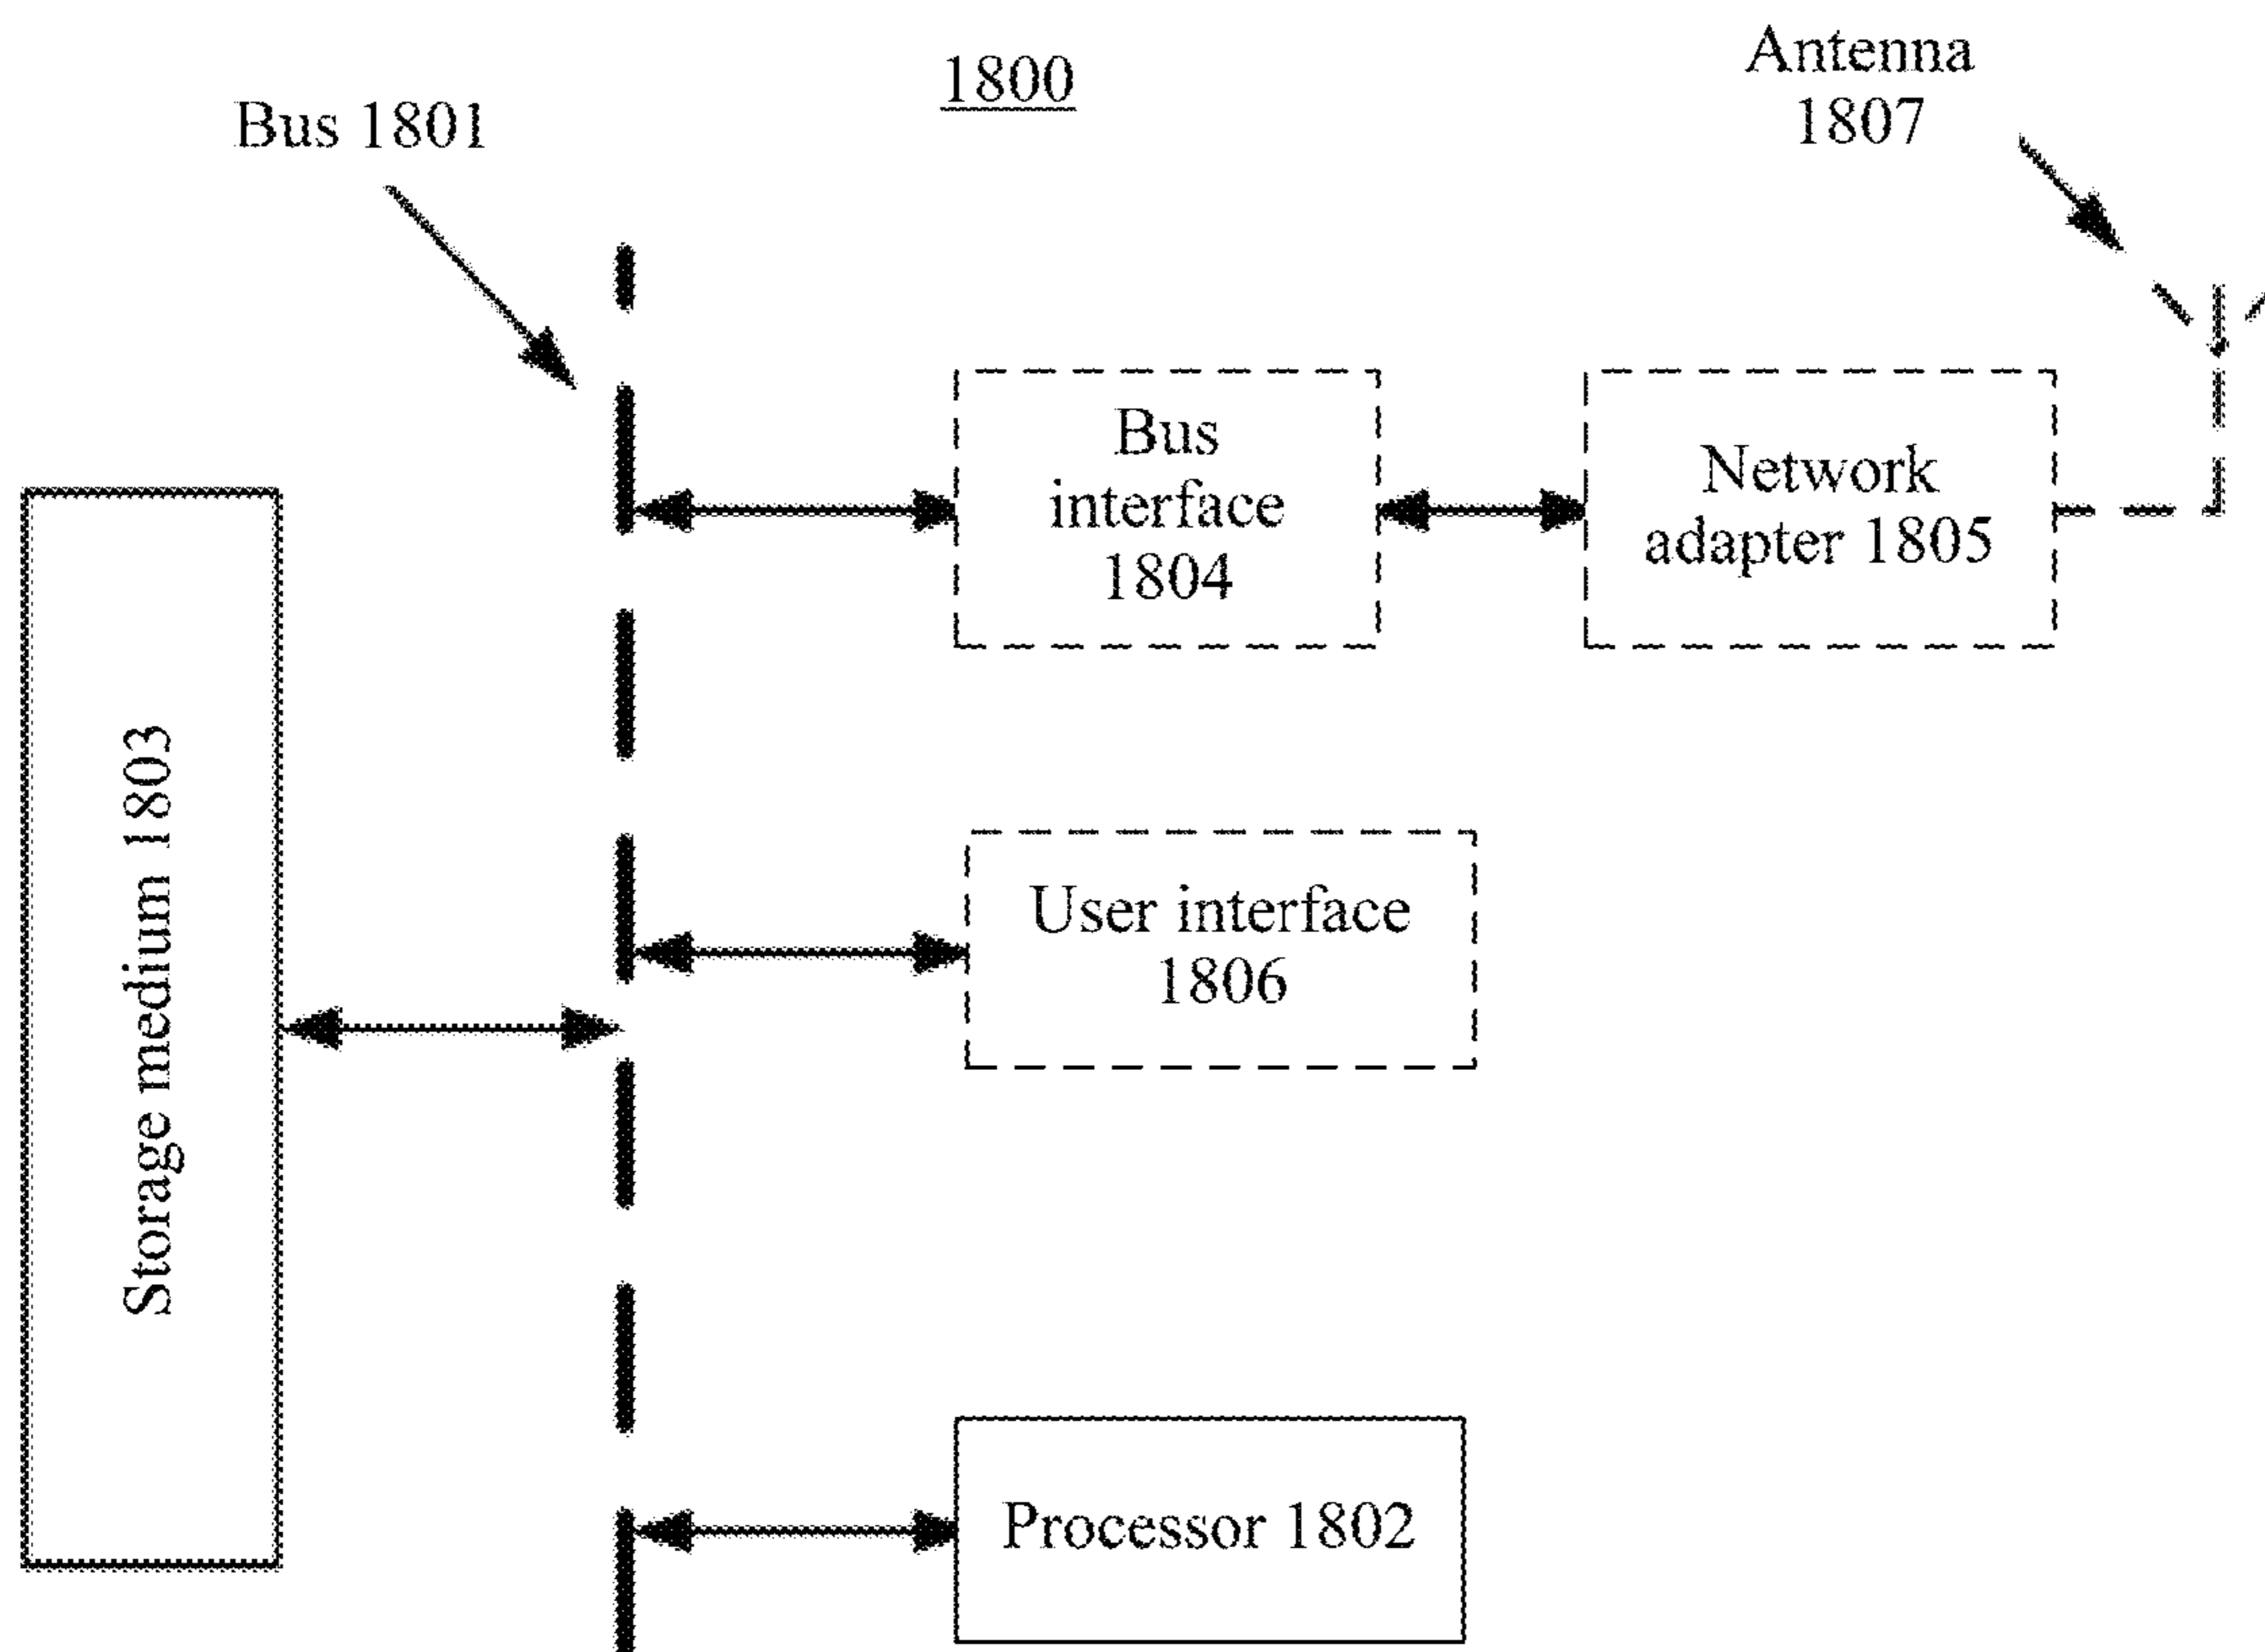 1800
Antenna
1807
Bus 1801
Bus
interface
1804
Network
adapter 1805
Storage medium 1803
User interface
1806
Processor 1802